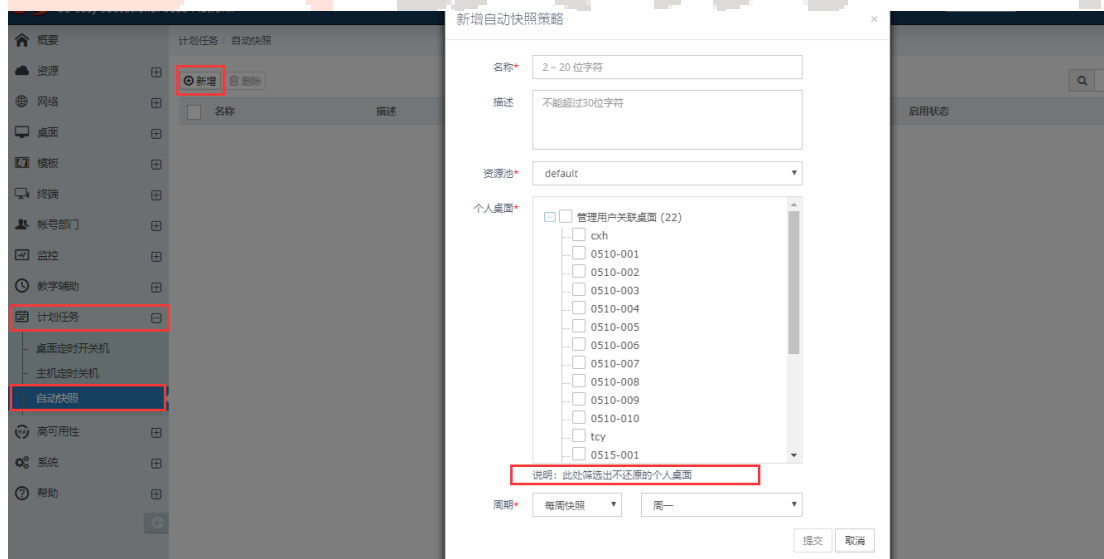 新增自动快照策略
×
概要
计划任务 / 自动快照
资源
新增
删除
网络
名称
描述
启用状态
桌面
模板
终端
帐号部门
监控
教学辅助
计划任务
桌面定时开关机
主机定时关机
自动快照
高可用性
系统
帮助
名称*
2 ~ 20 位字符
描述
不能超过30位字符
资源池*
default
个人桌面*
管理用户关联桌面 (22)
cxh
0510-001
0510-002
0510-003
0510-004
0510-005
0510-006
0510-007
0510-008
0510-009
0510-010
tcy
0515-001
说明：此处筛选出不还原的个人桌面
周期*
每周快照
周一
提交
取消